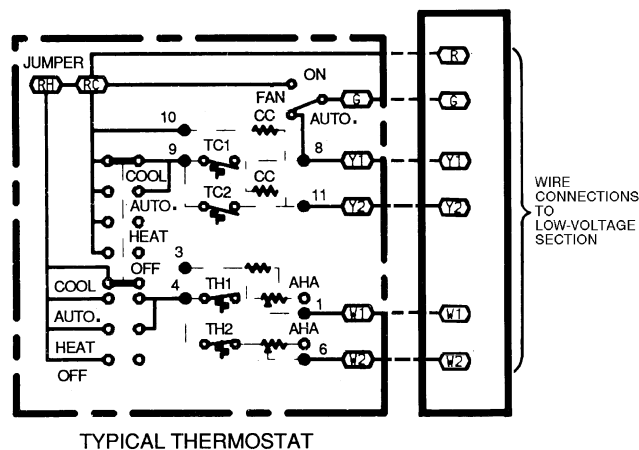 JUMPER
RH
RC
ON
FAN
G
AUTO.
10
CC
9
TC1
8
Y1
COOL
CC
TC2
11
Y2
AUTO.
HEAT
OFF
3
COOL
4
TH1
AHA
1
W1
AUTO.
TH2
AHA
HEAT
6
W2
OFF
R
G
Y1
Y2
W1
W2
WIRE
CONNECTIONS
TO
LOW-VOLTAGE
SECTION
TYPICAL THERMOSTAT